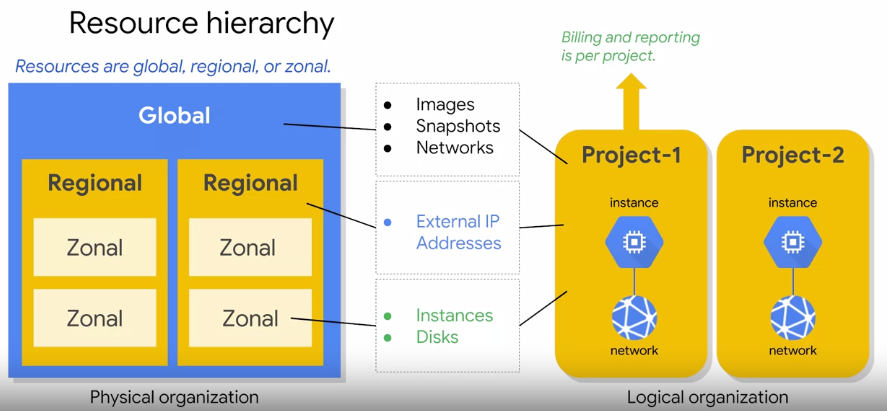 Resource hierarchy
Resources are global, regional, or zonal.
Billing and reporting
is per project.
Global
Regional
Zonal
Zonal
Regional
Zonal
Zonal
Images
Snapshots
Networks
External IP
Addresses
Instances
Disks
Project-1
instance
network
Project-2
instance
network
Physical organization
Logical organization